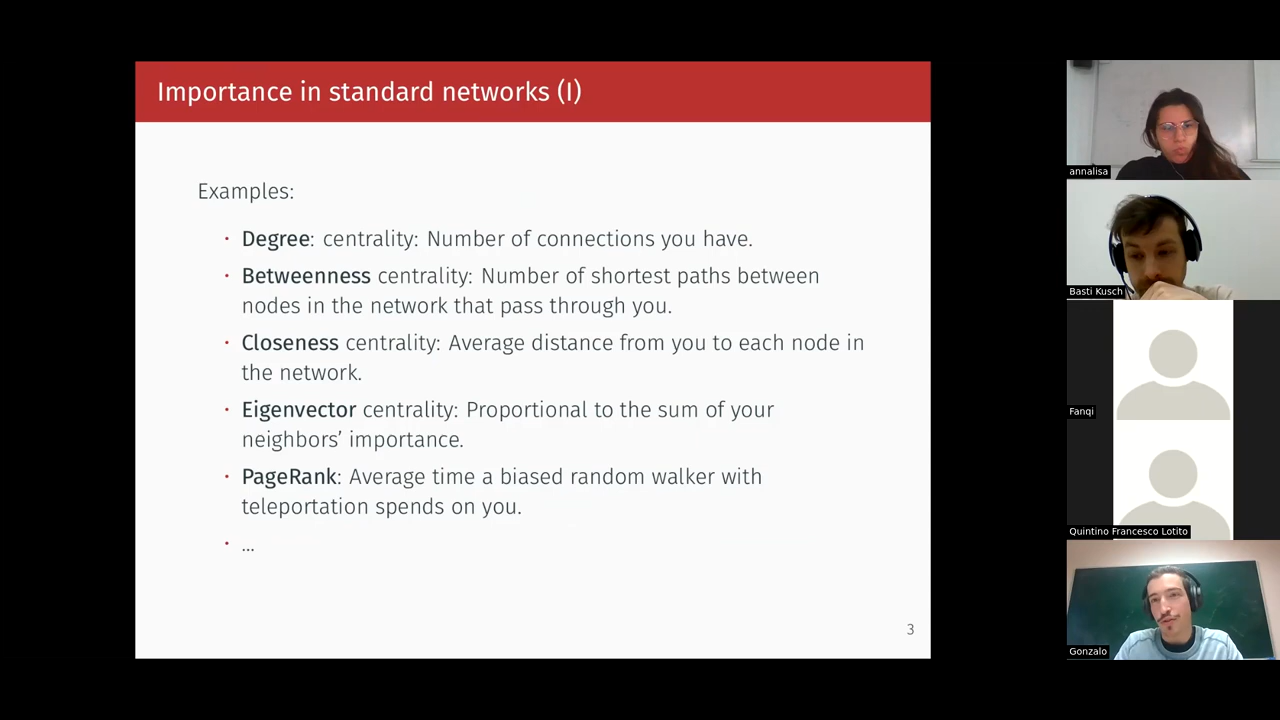 Importance in standard networks (I)
Examples:
• Degree: centrality: Number of connections you have.
• Betweenness centrality: Number of shortest paths between
nodes in the network that pass through you.
• Closeness centrality: Average distance from you to each node in
the network.
• Eigenvector centrality: Proportional to the sum of your
neighbors' importance.
• PageRank: Average time a biased random walker with
teleportation spends on you.
• ...
3
annalisa
Basti Kusch
Fanqi
Quintino Francesco Lotito
Gonzalo